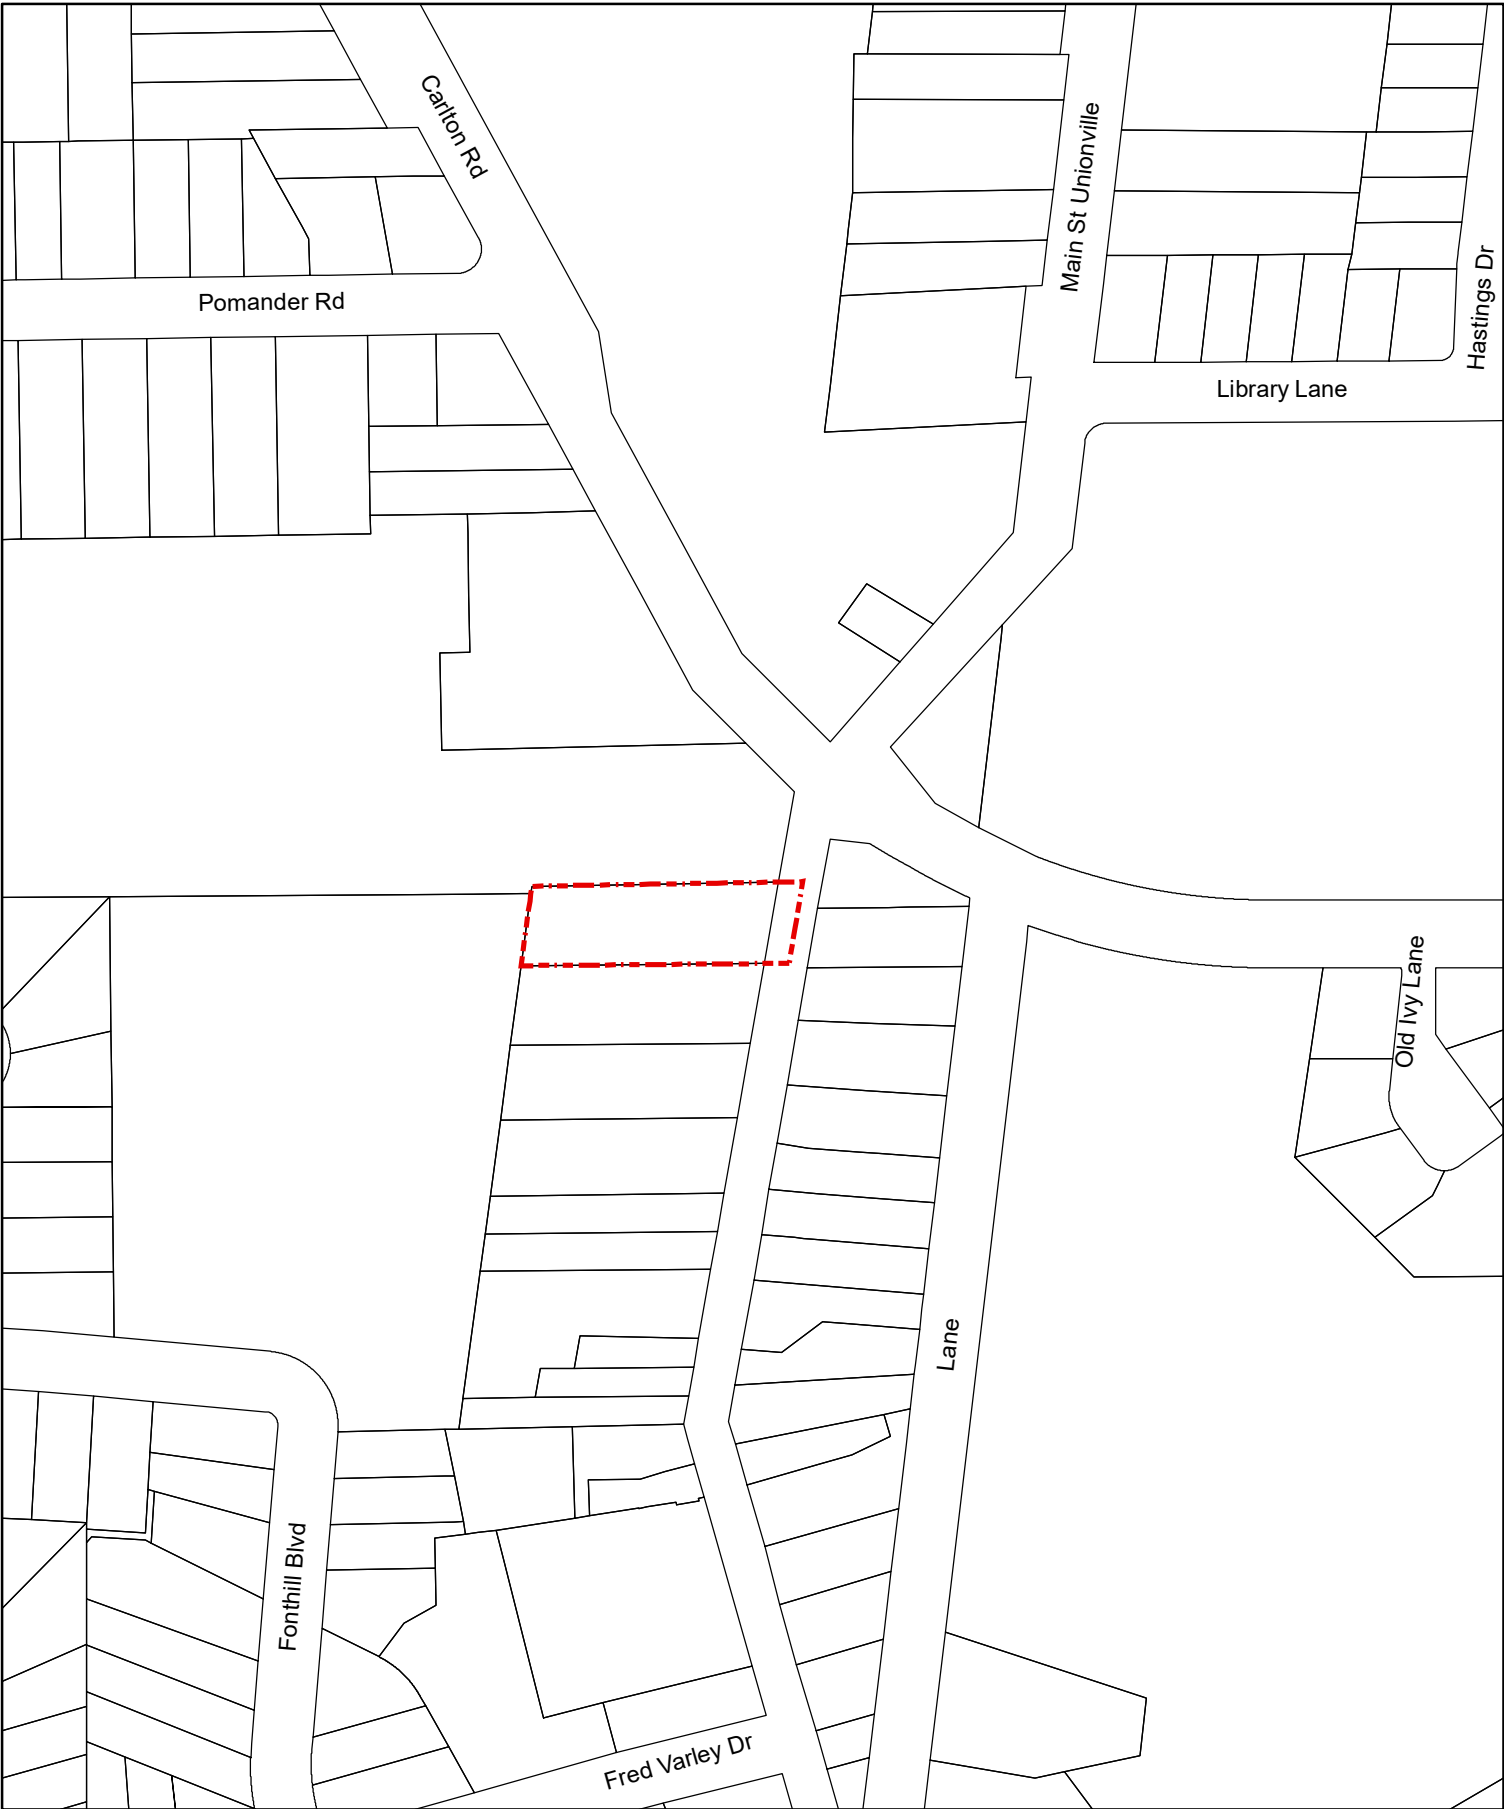 Carlton Rd
Main St Unionville
Hastings Dr
Pomander Rd
Library Lane
Old Ivy Lane
Lane
Fonthill Blvd
Fred Varley Dr